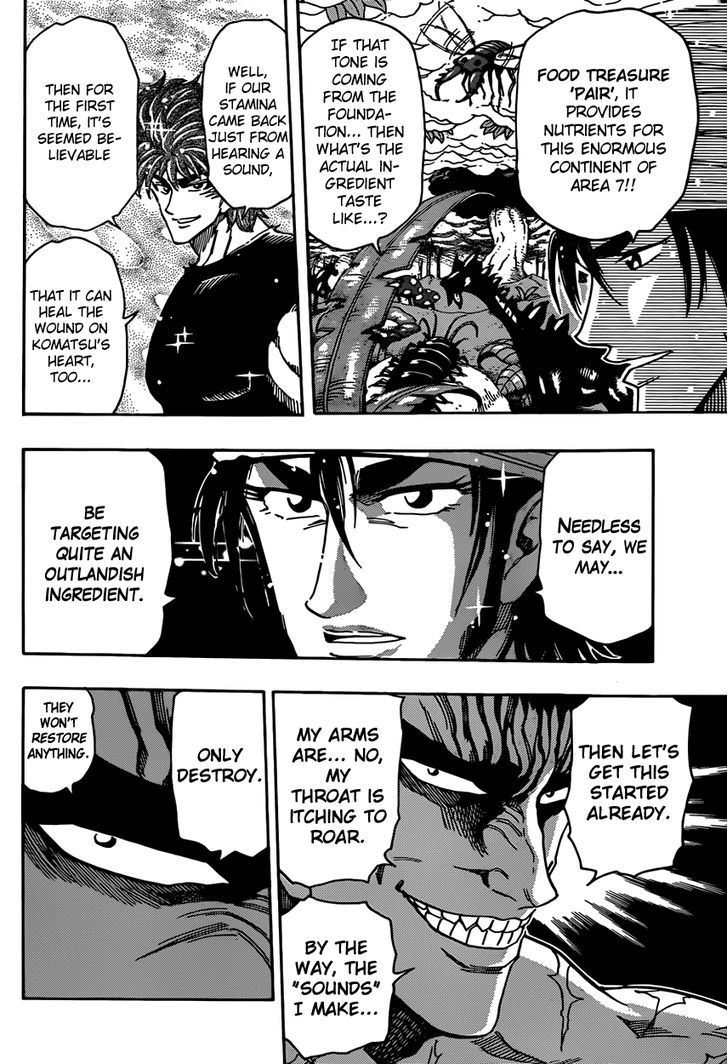 FOOD TREASURE
'PAIR', IT
PROVIDES
NUTRIENTS FOR
THIS ENORMOUS
CONTINENT OF
AREA 7!!
IF THAT
TONE IS
COMING
FROM THE
FOUNDA-
TION... THEN
WHAT'S THE
ACTUAL IN-
GREDIENT
TASTE
LIKE...?
WELL,
IF OUR
STAMINA
CAME BACK
JUST FROM
HEARING A
SOUND,
THEN FOR
THE FIRST
TIME, IT'S
SEEMED BE-
LIEVABLE
THAT IT CAN
HEAL THE
WOUND ON
KOMATSU'S
HEART,
TOO...
NEEDLESS
TO SAY, WE
MAY...
BE
TARGETING
QUITE AN
OUTLANDISH
INGREDIENT.
THEN LET'S
GET THIS
STARTED
ALREADY.
MY ARMS
ARE... NO,
MY
THROAT IS
ITCHING TO
ROAR.
BY THE
WAY, THE
"SOUNDS"
I MAKE...
ONLY
DESTROY.
THEY
WON'T
RESTORE
ANYTHING.